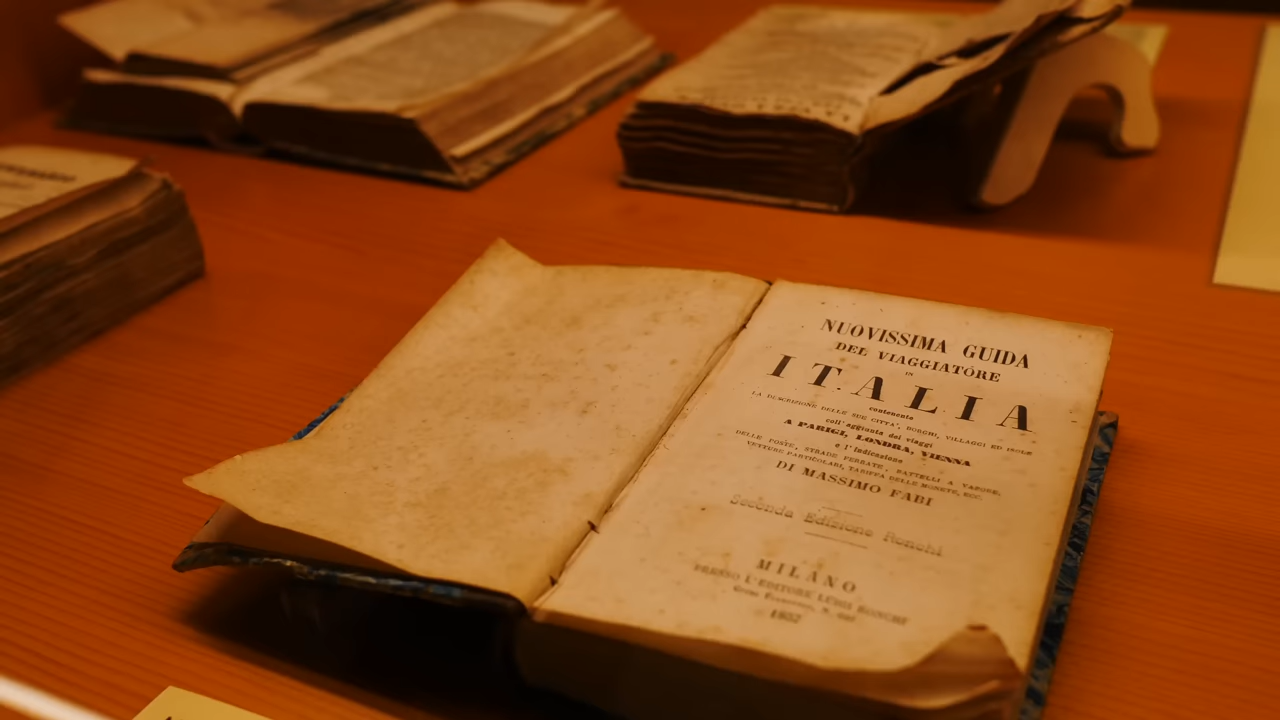 NUOVISSIMA GUIDA
DEL VIAGGIATORE
IN
ITALIA
contenente
LA DESCRIZIONE DELLE SUE CITTA', BORGHI, VILLAGGI ED ISOLE
coll'aggiunta dei viaggi
A PARIGI, LONDRA, VIENNA
e l'indicazione
DELLE POSTE, STRADE FERRATE, BATTELLI A VAPORE,
VETTURE PARTICOLARI, TARIFFA DELLE MONETE, ECC.
DI MASSIMO FABI
Seconda Edizione Ronchi
MILANO
PRESSO L'EDITORE LUIGI RONCHI